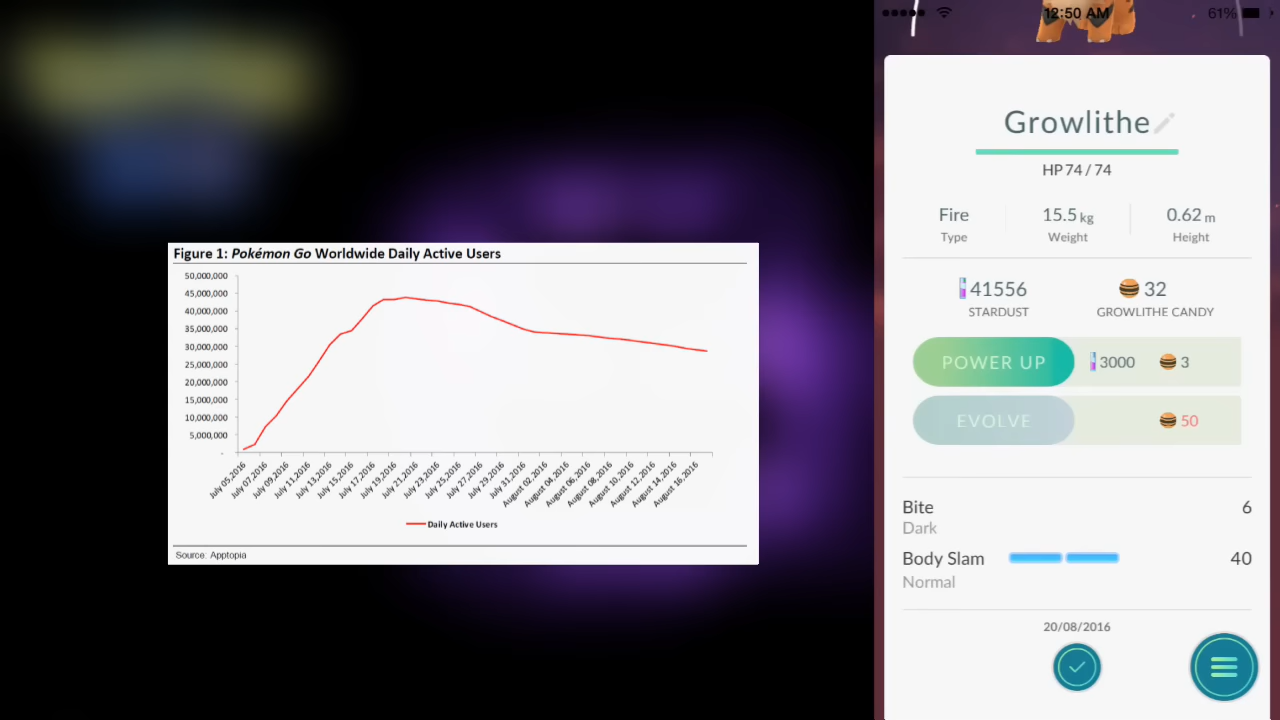 Figure 1: Pokémon Go Worldwide Daily Active Users
50,000,000
45,000,000
40,000,000
35,000,000
30,000,000
25,000,000
20,000,000
15,000,000
10,000,000
5,000,000
-
July 05,2016
July 07,2016
July 09,2016
July 11,2016
July 13,2016
July 15,2016
July 17,2016
July 19,2016
July 21,2016
July 23,2016
July 25,2016
July 27,2016
July 29,2016
July 31,2016
August 02,2016
August 04,2016
August 06,2016
August 08,2016
August 10,2016
August 12,2016
August 14,2016
August 16,2016
Daily Active Users
Source: Apptopia
12:50 AM
61%
Growlithe
HP 74 / 74
Fire 15.5 kg 0.62 m
Type Weight Height
41556 32
STARDUST GROWLITHE CANDY
POWER UP 3000 3
EVOLVE 50
Bite 6
Dark
Body Slam 40
Normal
20/08/2016